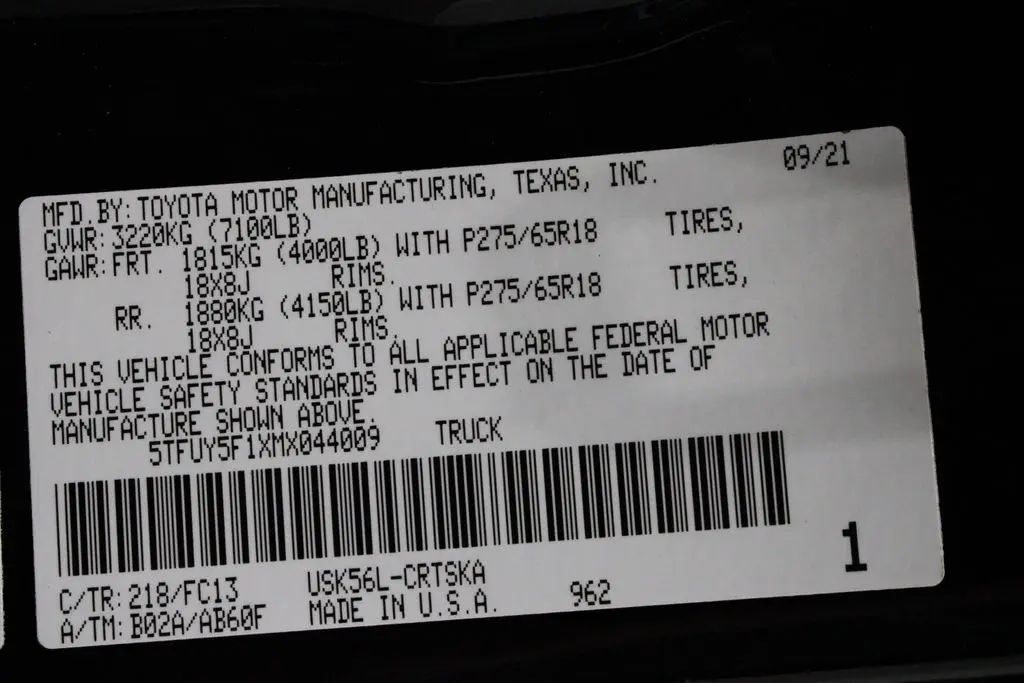 MFD.BY:TOYOTA MOTOR MANUFACTURING, TEXAS, INC. 09/21
GVWR:3220KG (7100LB)
GAWR:FRT. 1815KG (4000LB) WITH P275/65R18 TIRES,
18X8J RIMS.
RR. 1880KG (4150LB) WITH P275/65R18 TIRES,
18X8J RIMS.
THIS VEHICLE CONFORMS TO ALL APPLICABLE FEDERAL MOTOR
VEHICLE SAFETY STANDARDS IN EFFECT ON THE DATE OF
MANUFACTURE SHOWN ABOVE.
5TFUY5F1XMX044009 TRUCK
1
C/TR:218/FC13 USK56L-CRTSKA
A/TM:B02A/AB60F MADE IN U.S.A. 962